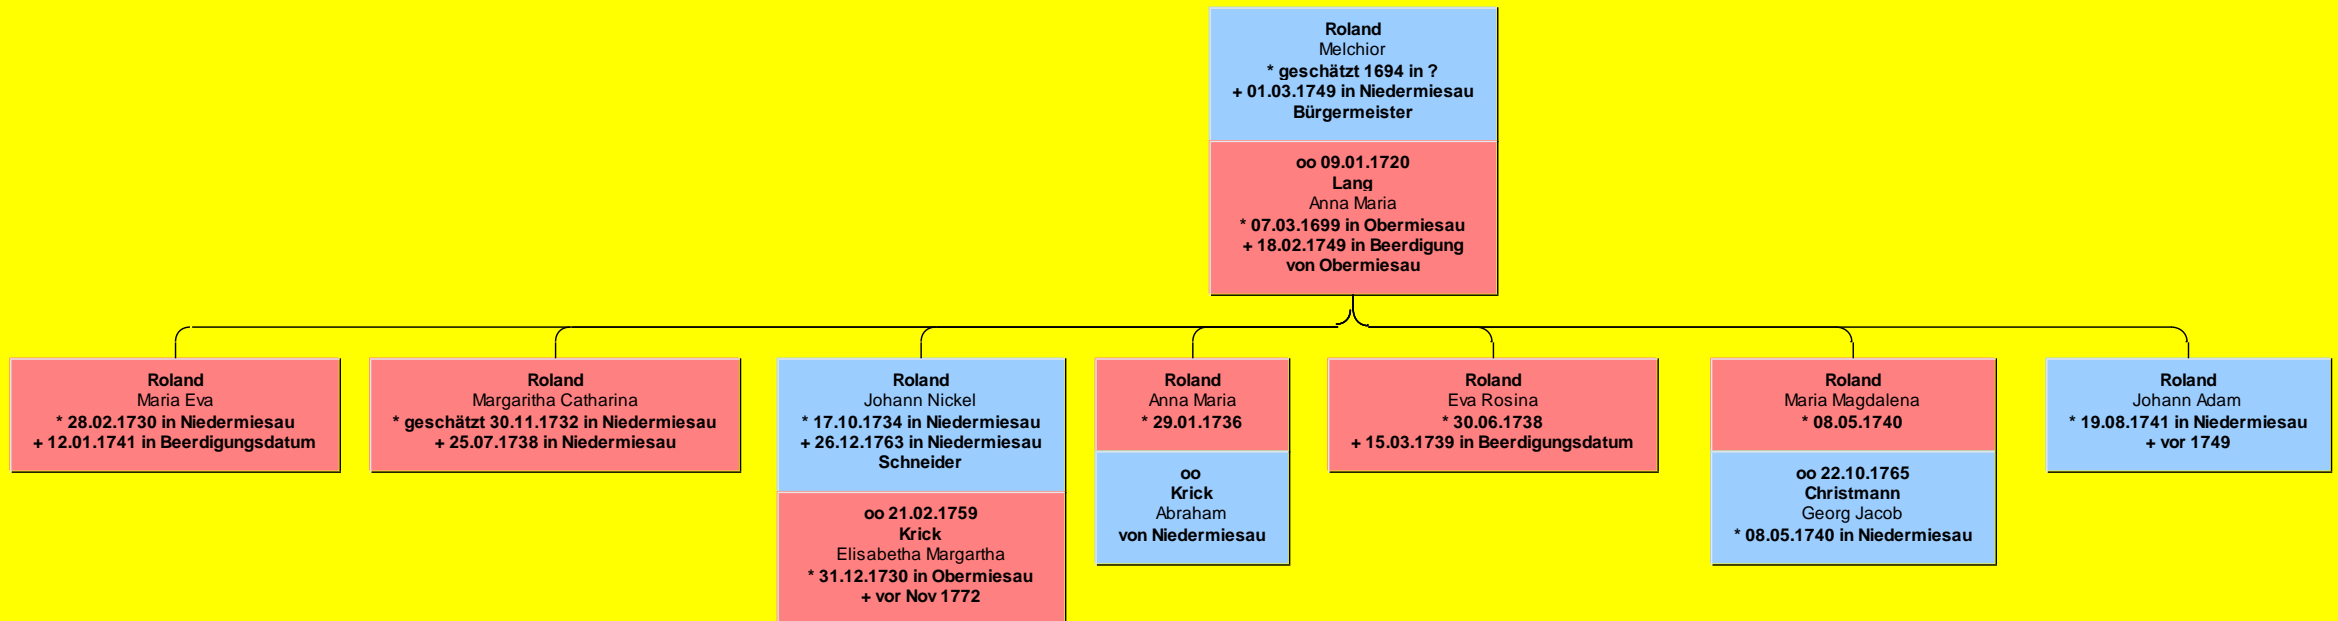 Roland
Melchior
* geschätzt 1694 in ?
+ 01.03.1749 in Niedermiesau
Bürgermeister
oo 09.01.1720
Lang
Anna Maria
* 07.03.1699 in Obermiesau
+ 18.02.1749 in Beerdigung
von Obermiesau
Roland
Maria Eva
* 28.02.1730 in Niedermiesau
+ 12.01.1741 in Beerdigungsdatum
Roland
Margaritha Catharina
* geschätzt 30.11.1732 in Niedermiesau
+ 25.07.1738 in Niedermiesau
Roland
Johann Nickel
* 17.10.1734 in Niedermiesau
+ 26.12.1763 in Niedermiesau
Schneider
oo 21.02.1759
Krick
Elisabetha Margartha
* 31.12.1730 in Obermiesau
+ vor Nov 1772
Roland
Anna Maria
* 29.01.1736
oo
Krick
Abraham
von Niedermiesau
Roland
Eva Rosina
* 30.06.1738
+ 15.03.1739 in Beerdigungsdatum
Roland
Maria Magdalena
* 08.05.1740
oo 22.10.1765
Christmann
Georg Jacob
* 08.05.1740 in Niedermiesau
Roland
Johann Adam
* 19.08.1741 in Niedermiesau
+ vor 1749